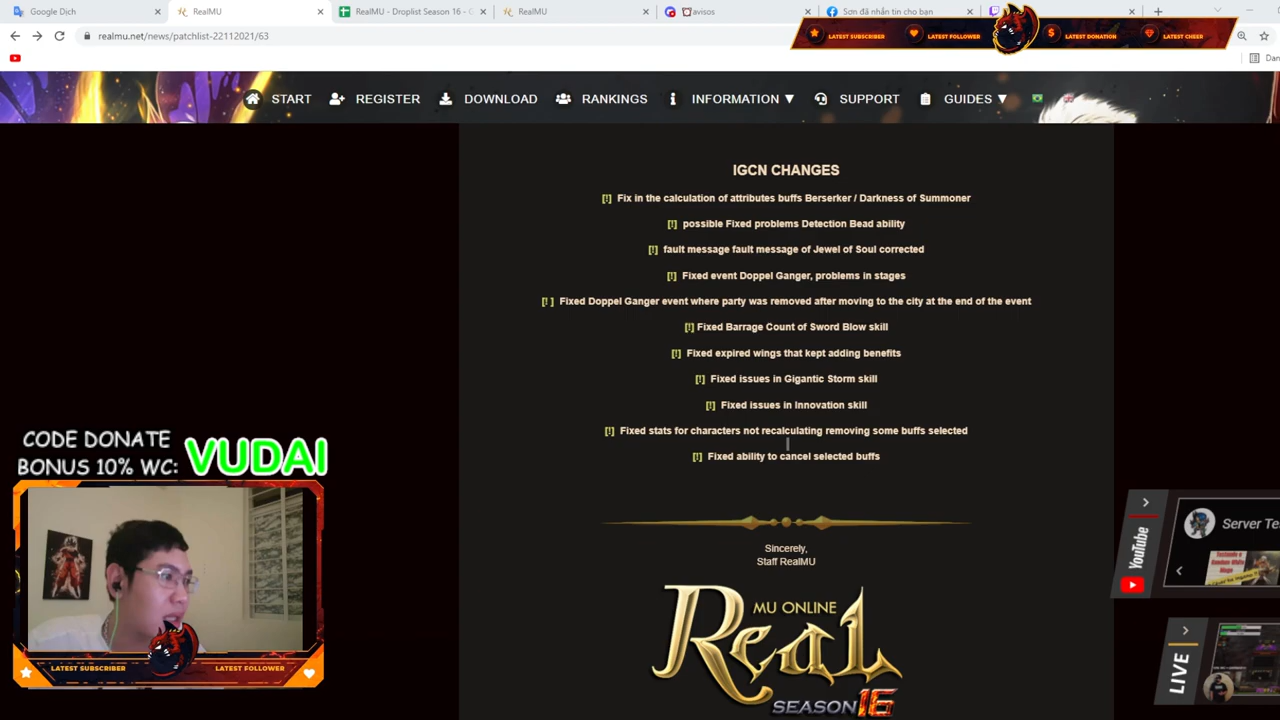 Google Dịch
RealMU
RealMU - Droplist Season 16 - G
RealMU
avisos
Sơn đã nhắn tin cho bạn
realmu.net/news/patchlist-22112021/63
LATEST SUBSCRIBER
LATEST FOLLOWER
LATEST DONATION
LATEST CHEER
START
REGISTER
DOWNLOAD
RANKINGS
INFORMATION ▼
SUPPORT
GUIDES ▼
IGCN CHANGES
[!] Fix in the calculation of attributes buffs Berserker / Darkness of Summoner
[!] possible Fixed problems Detection Bead ability
[!] fault message fault message of Jewel of Soul corrected
[!] Fixed event Doppel Ganger, problems in stages
[! ] Fixed Doppel Ganger event where party was removed after moving to the city at the end of the event
[!] Fixed Barrage Count of Sword Blow skill
[!] Fixed expired wings that kept adding benefits
[!] Fixed issues in Gigantic Storm skill
[!] Fixed issues in Innovation skill
[!] Fixed stats for characters not recalculating removing some buffs selected
[!] Fixed ability to cancel selected buffs
Sincerely,
Staff RealMU
MU ONLINE
Real
SEASON 16
CODE DONATE
BONUS 10% WC:
VUDAI
LATEST SUBSCRIBER
LATEST FOLLOWER
YouTube
Server Te
LIVE